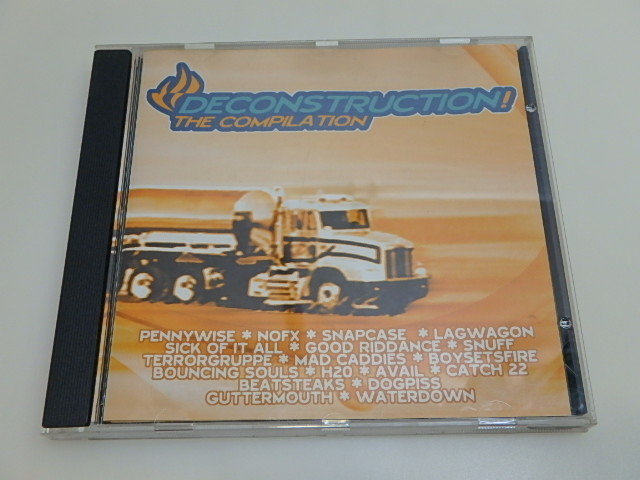 DECONSTRUCTION!
THE COMPILATION
PENNYWISE * NOFX * SNAPCASE * LAGWAGON
SICK OF IT ALL * GOOD RIDDANCE * SNUFF
TERRORGRUPPE * MAD CADDIES * BOYSETSFIRE
BOUNCING SOULS * H2O * AVAIL * CATCH 22
BEATSTEAKS * DOGPISS
GUTTERMOUTH * WATERDOWN